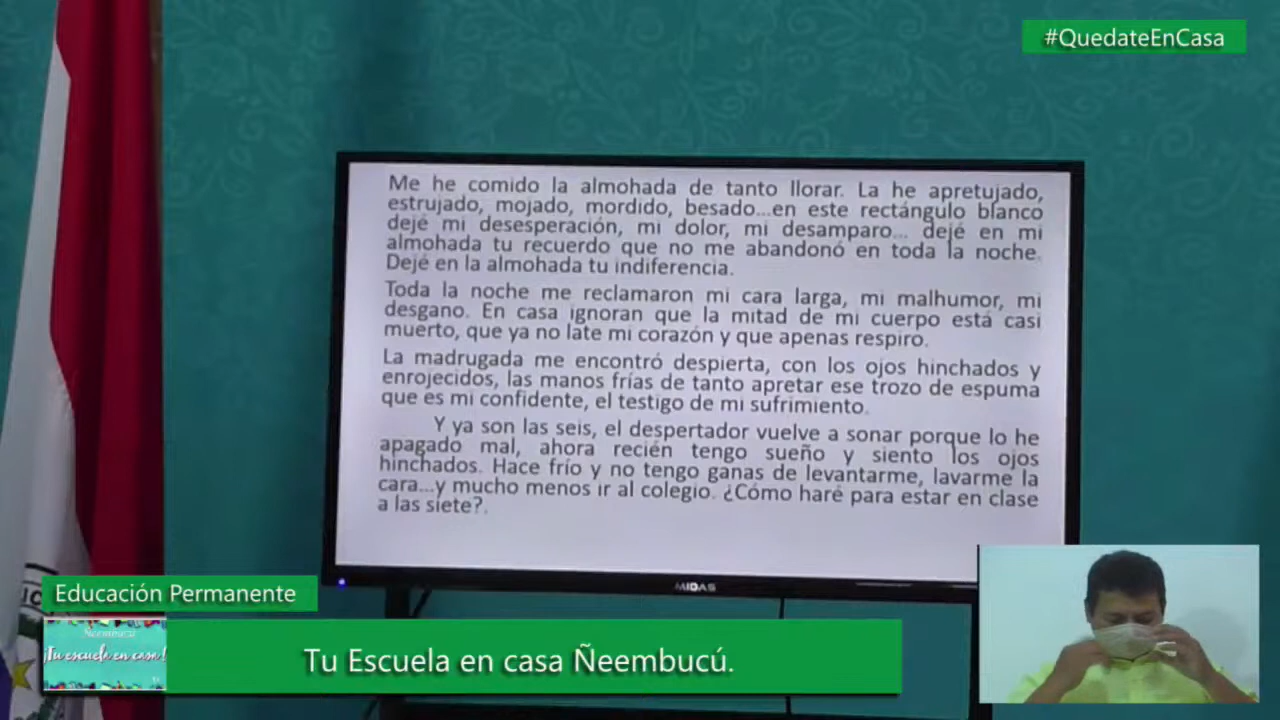 #QuedateEnCasa
Me he comido la almohada de tanto llorar. La he apretujado,
estrujado, mojado, mordido, besado...en este rectángulo blanco
dejé mi desesperación, mi dolor, mi desamparo... dejé en mi
almohada tu recuerdo que no me abandonó en toda la noche.
Dejé en la almohada tu indiferencia.
Toda la noche me reclamaron mi cara larga, mi malhumor, mi
desgano. En casa ignoran que la mitad de mi cuerpo está casi
muerto, que ya no late mi corazón y que apenas respiro.
La madrugada me encontró despierta, con los ojos hinchados y
enrojecidos, las manos frías de tanto apretar ese trozo de espuma
que es mi confidente, el testigo de mi sufrimiento.
Y ya son las seis, el despertador vuelve a sonar porque lo he
apagado mal, ahora recién tengo sueño y siento los ojos
hinchados. Hace frío y no tengo ganas de levantarme, lavarme la
cara...y mucho menos ir al colegio. ¿Cómo haré para estar en clase
a las siete?.
MIDAS
Educación Permanente
Ñeembucú
¡Tu escuela en casa!
Tu Escuela en casa Ñeembucú.